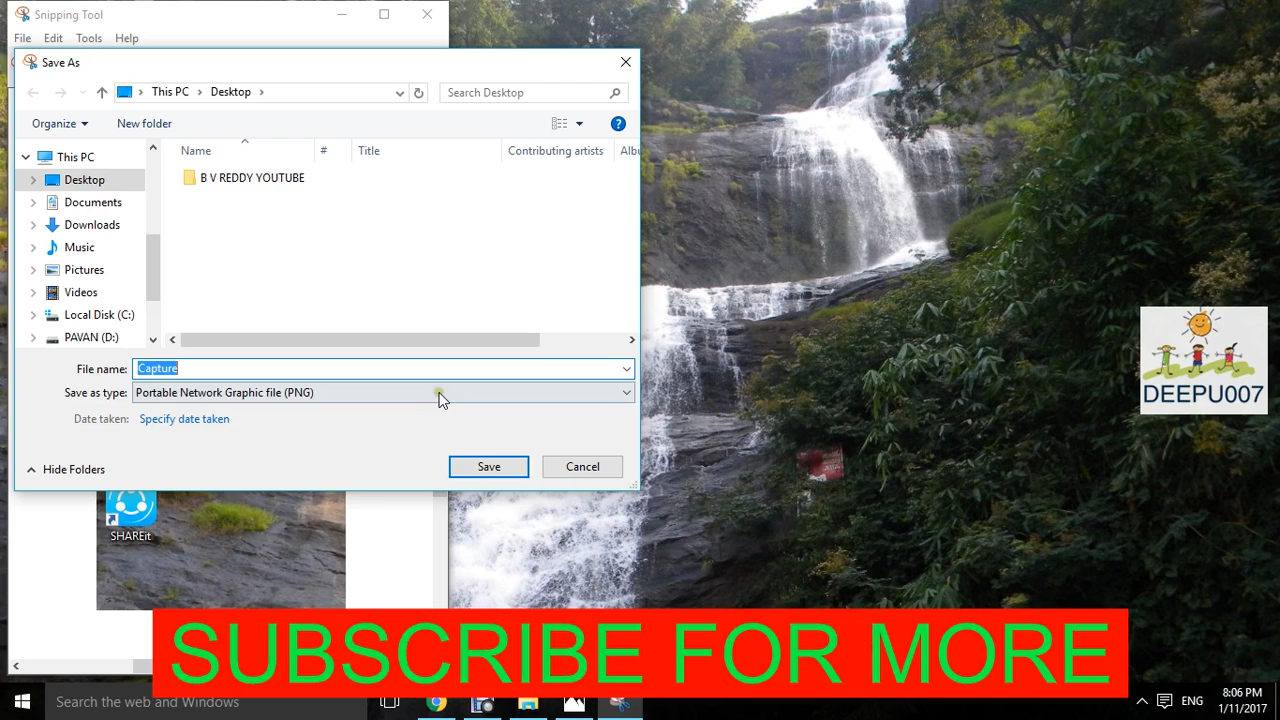 Snipping Tool
File Edit Tools Help
Save As
This PC Desktop
Search Desktop
Organize New folder
Name # Title Contributing artists Albu
This PC
Desktop
Documents
Downloads
Music
Pictures
Videos
Local Disk (C:)
PAVAN (D:)
B V REDDY YOUTUBE
File name: Capture
Save as type: Portable Network Graphic file (PNG)
Date taken: Specify date taken
Hide Folders
Save Cancel
SHAREit
DEEPU007
SUBSCRIBE FOR MORE
Search the web and Windows
ENG
8:06 PM
1/11/2017